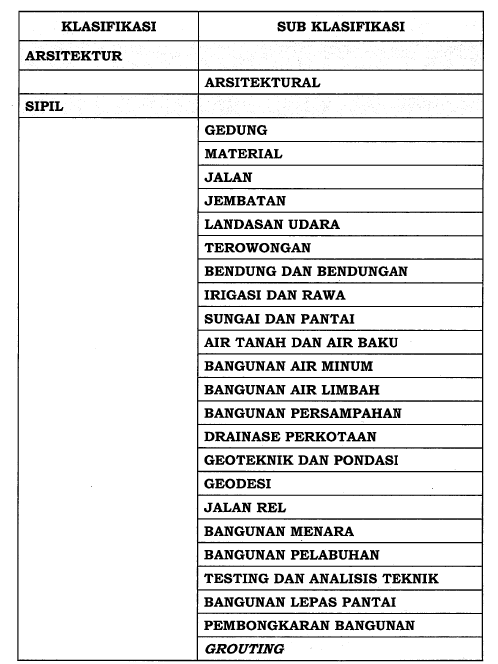 KLASIFIKASI SUB KLASIFIKASI
ARSITEKTUR
ARSITEKTURAL
SIPIL
GEDUNG
MATERIAL
JALAN
JEMBATAN
LANDASAN UDARA
TEROWONGAN
BENDUNG DAN BENDUNGAN
IRIGASI DAN RAWA
SUNGAI DAN PANTAI
AIR TANAH DAN AIR BAKU
BANGUNAN AIR MINUM
BANGUNAN AIR LIMBAH
BANGUNAN PERSAMPAHAN
DRAINASE PERKOTAAN
GEOTEKNIK DAN PONDASI
GEODESI
JALAN REL
BANGUNAN MENARA
BANGUNAN PELABUHAN
TESTING DAN ANALISIS TEKNIK
BANGUNAN LEPAS PANTAI
PEMBONGKARAN BANGUNAN
GROUTING